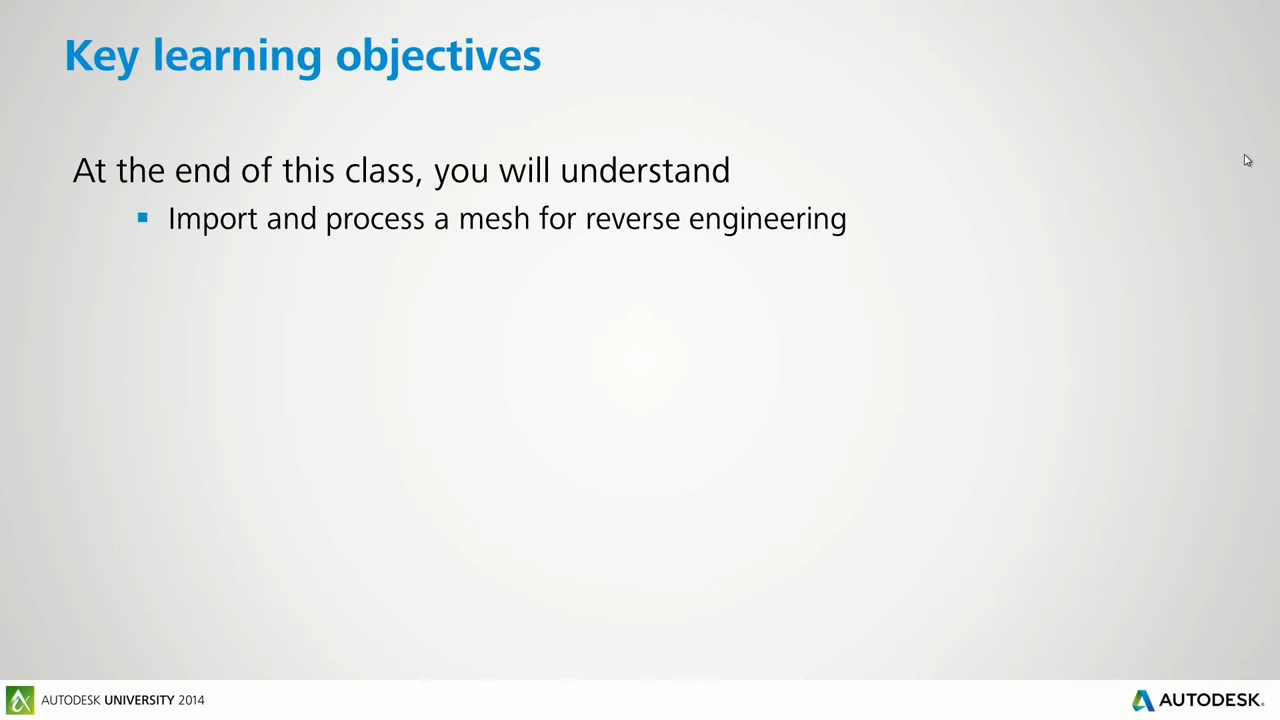 Key learning objectives
At the end of this class, you will understand
Import and process a mesh for reverse engineering
AUTODESK UNIVERSITY 2014
AUTODESK.